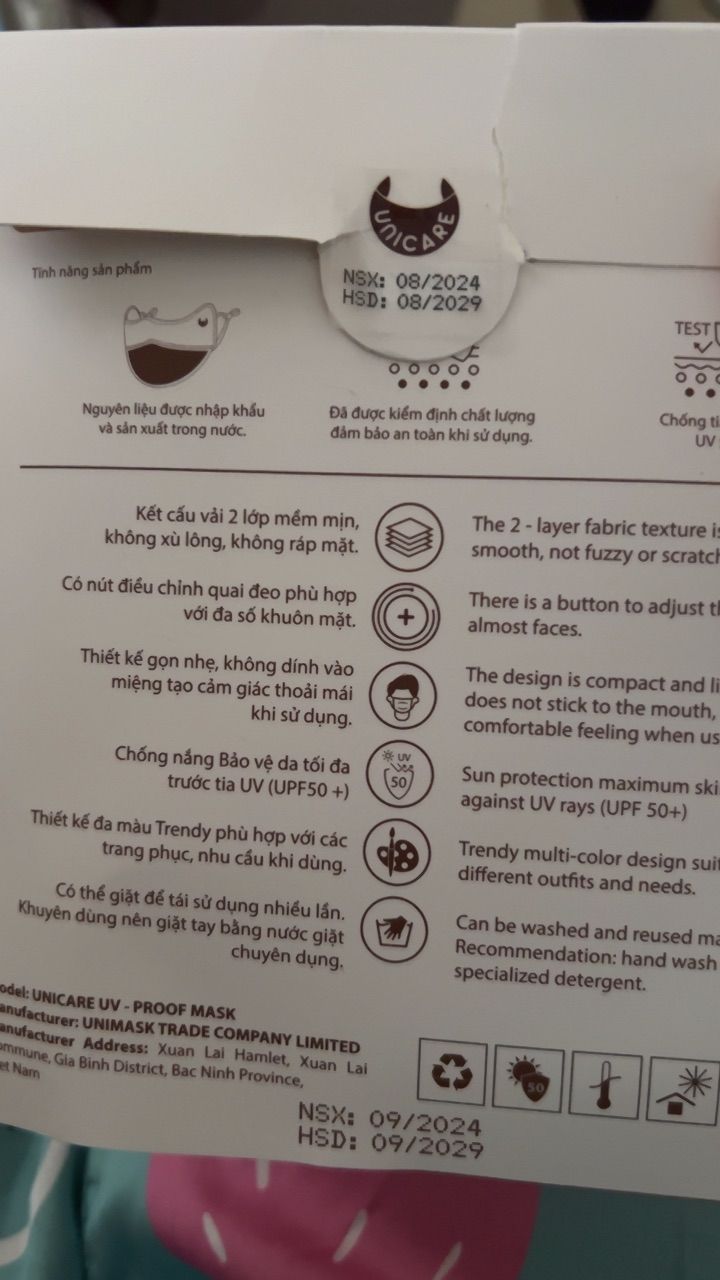 UNICARE
NSX: 08/2024
HSD: 08/2029
Tính năng sản phẩm
TEST
Nguyên liệu được nhập khẩu
và sản xuất trong nước.
Đã được kiểm định chất lượng
đảm bảo an toàn khi sử dụng.
Chống
UV
Kết cấu vải 2 lớp mềm mịn,
không xù lông, không ráp mặt.
The 2 - layer fabric texture is
smooth, not fuzzy or
Có nút điều chỉnh quai đeo phù hợp
với đa số khuôn mặt.
There is a button to adjust
almost faces.
Thiết kế gọn nhẹ, không dính vào
miệng tạo cảm giác thoải mái
khi sử dụng.
The design is compact and
does not stick to the mouth,
comfortable feeling when
Chống nắng Bảo vệ da tối đa
trước tia UV (UPF50 +)
UV
50
Sun protection maximum
against UV rays (UPF 50+)
Thiết kế đa màu Trendy phù hợp với các
trang phục, nhu cầu khi dùng.
Trendy multi-color design
different outfits and needs.
Có thể giặt để tái sử dụng nhiều lần.
Khuyên dùng nên giặt tay bằng nước giặt
chuyên dụng.
Can be washed and reused
Recommendation: hand wash
specialized detergent.
UNICARE UV - PROOF MASK
UNIMASK TRADE COMPANY LIMITED
Address: Xuan Lai Hamlet, Xuan Lai
Gia Binh District, Bac Ninh Province,
Nam
50
NSX: 09/2024
HSD: 09/2029